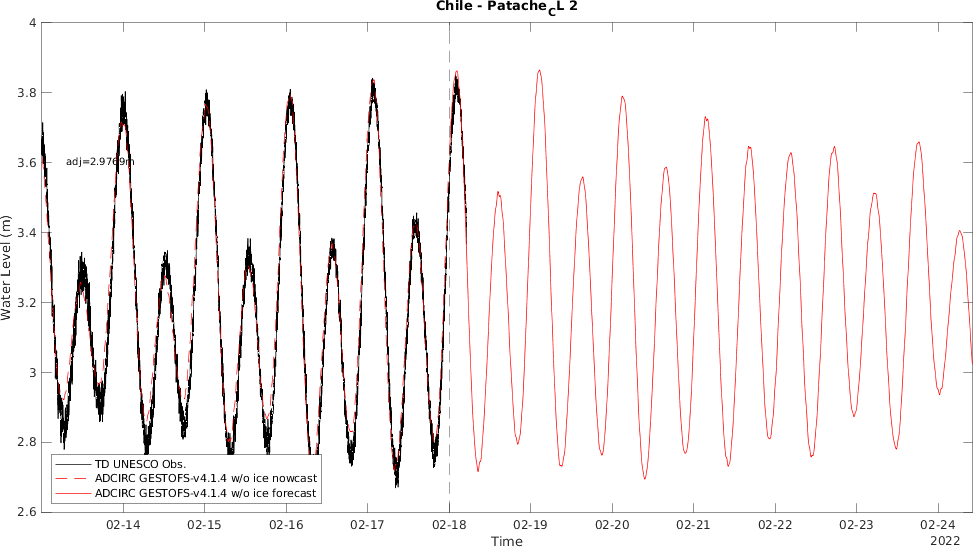 Chile - PatacheCL 2
4
3.8
3.6
3.4
3.2
3
2.8
2.6
Water Level (m)
adj=2.9769m
TD UNESCO Obs.
ADCIRC GESTOFS-v4.1.4 w/o ice nowcast
ADCIRC GESTOFS-v4.1.4 w/o ice forecast
02-14
02-15
02-16
02-17
02-18
02-19
02-20
02-21
02-22
02-23
02-24
Time
2022